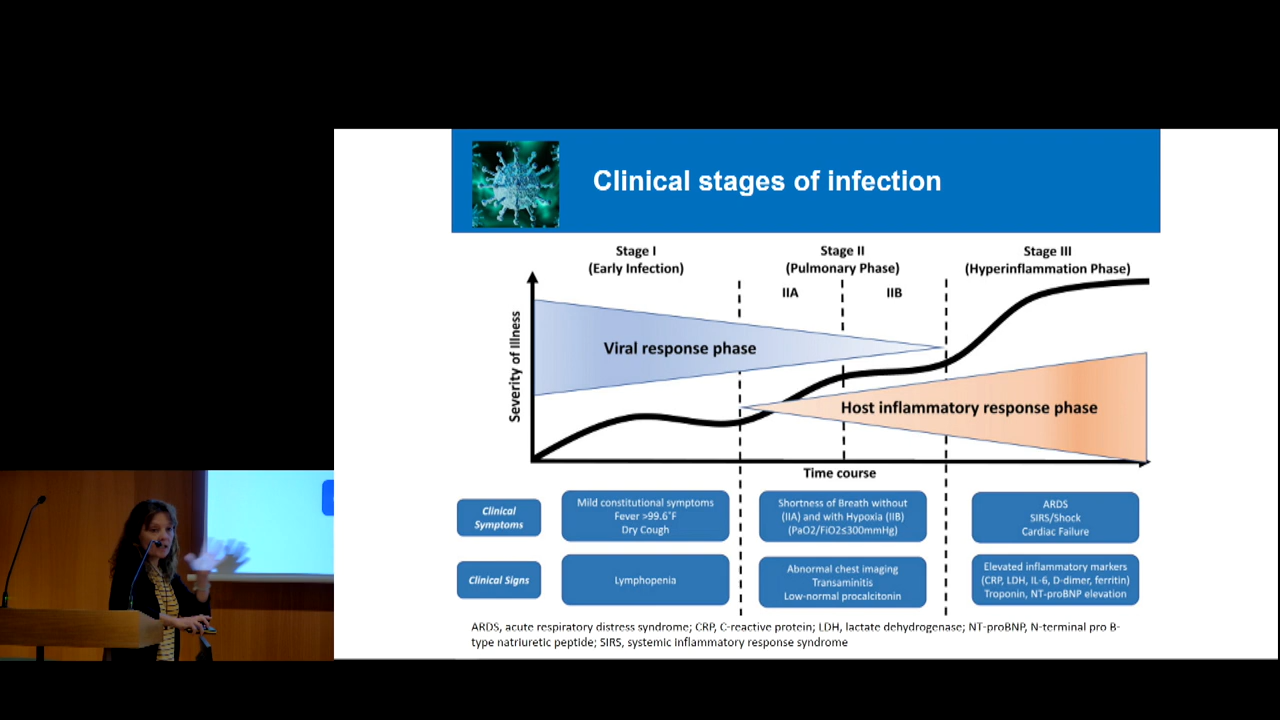 Clinical stages of infection
Stage I
(Early Infection)
Stage II
(Pulmonary Phase)
Stage III
(Hyperinflammation Phase)
IIA
IIB
Severity of Illness
Viral response phase
Host inflammatory response phase
Time course
Clinical
Symptoms
Mild constitutional symptoms
Fever >99.6°F
Dry Cough
Shortness of Breath without
(IIA) and with Hypoxia (IIB)
(PaO2/FiO2≤300mmHg)
ARDS
SIRS/Shock
Cardiac Failure
Clinical Signs
Lymphopenia
Abnormal chest imaging
Transaminitis
Low-normal procalcitonin
Elevated inflammatory markers
(CRP, LDH, IL-6, D-dimer, ferritin)
Troponin, NT-proBNP elevation
ARDS, acute respiratory distress syndrome; CRP, C-reactive protein; LDH, lactate dehydrogenase; NT-proBNP, N-terminal pro B-
type natriuretic peptide; SIRS, systemic inflammatory response syndrome